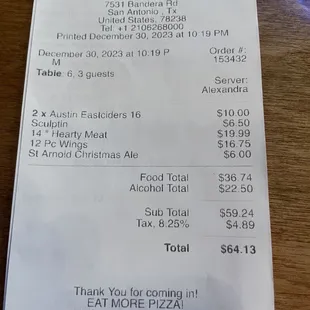 7531 Bandera Rd
San Antonio , Tx
United States, 78238
Tel. +1 2106268000
Printed December 30, 2023 at 10:19 PM
December 30, 2023 at 10:19 P
M
Order #:
153432
Table: 6, 3 guests
Server:
Alexandra
2 x Austin Eastciders 16 $10.00
Sculptin $6.50
14 " Hearty Meat $19.99
12 Pc Wings $16.75
St Arnold Christmas Ale $6.00
Food Total $36.74
Alcohol Total $22.50
Sub Total $59.24
Tax, 8.25% $4.89
Total $64.13
Thank You for coming in!
EAT MORE PIZZA!